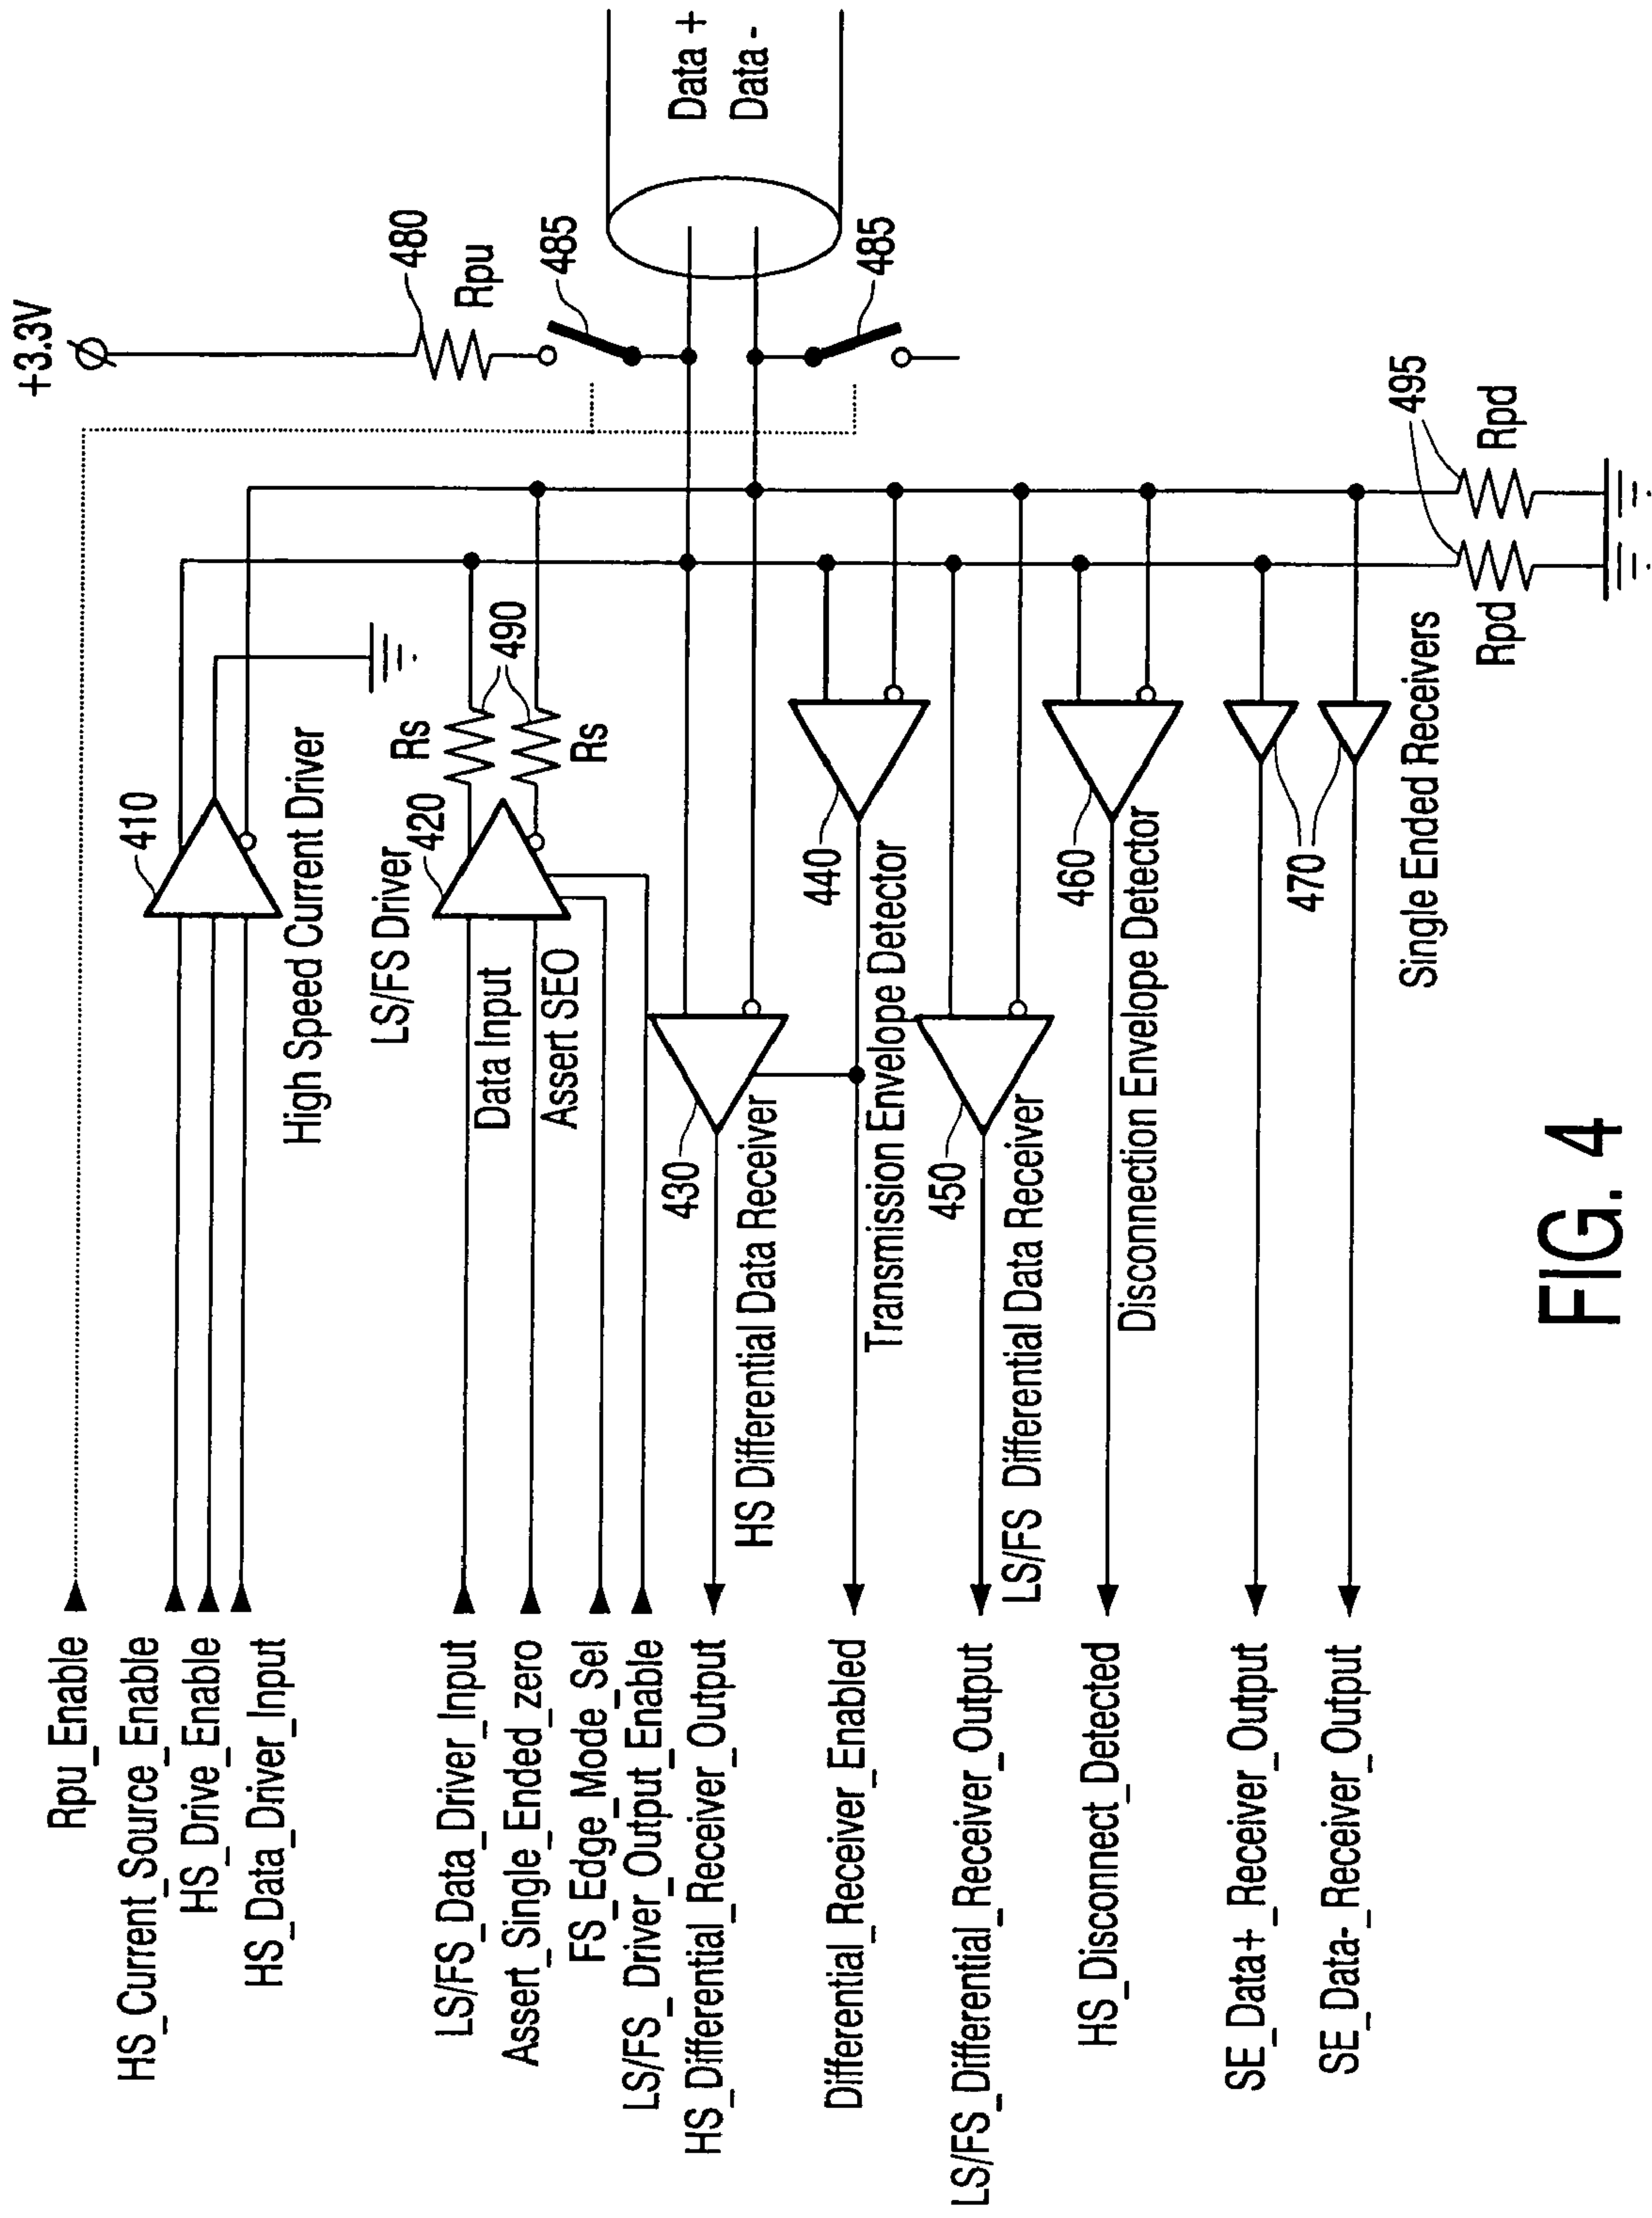 +3.3V
480
Rpu
485
Data +
Data -
485
Rpu_Enable
HS_Current_Source_Enable
HS_Drive_Enable
HS_Data_Driver_Input
410
High Speed Current Driver
LS/FS Driver
420
Rs
490
Rs
LS/FS_Data_Driver_Input
Data Input
Assert_Single_Ended_zero
Assert SEO
FS_Edge_Mode_Sel
LS/FS_Driver_Output_Enable
HS_Differential_Receiver_Output
430
HS Differential Data Receiver
440
Differential_Receiver_Enabled
Transmission Envelope Detector
450
LS/FS_Differential_Receiver_Output
LS/FS Differential Data Receiver
460
HS_Disconnect_Detected
Disconnection Envelope Detector
SE_Data+_Receiver_Output
470
SE_Data-_Receiver_Output
Single Ended Receivers
495
Rpd
Rpd
FIG. 4